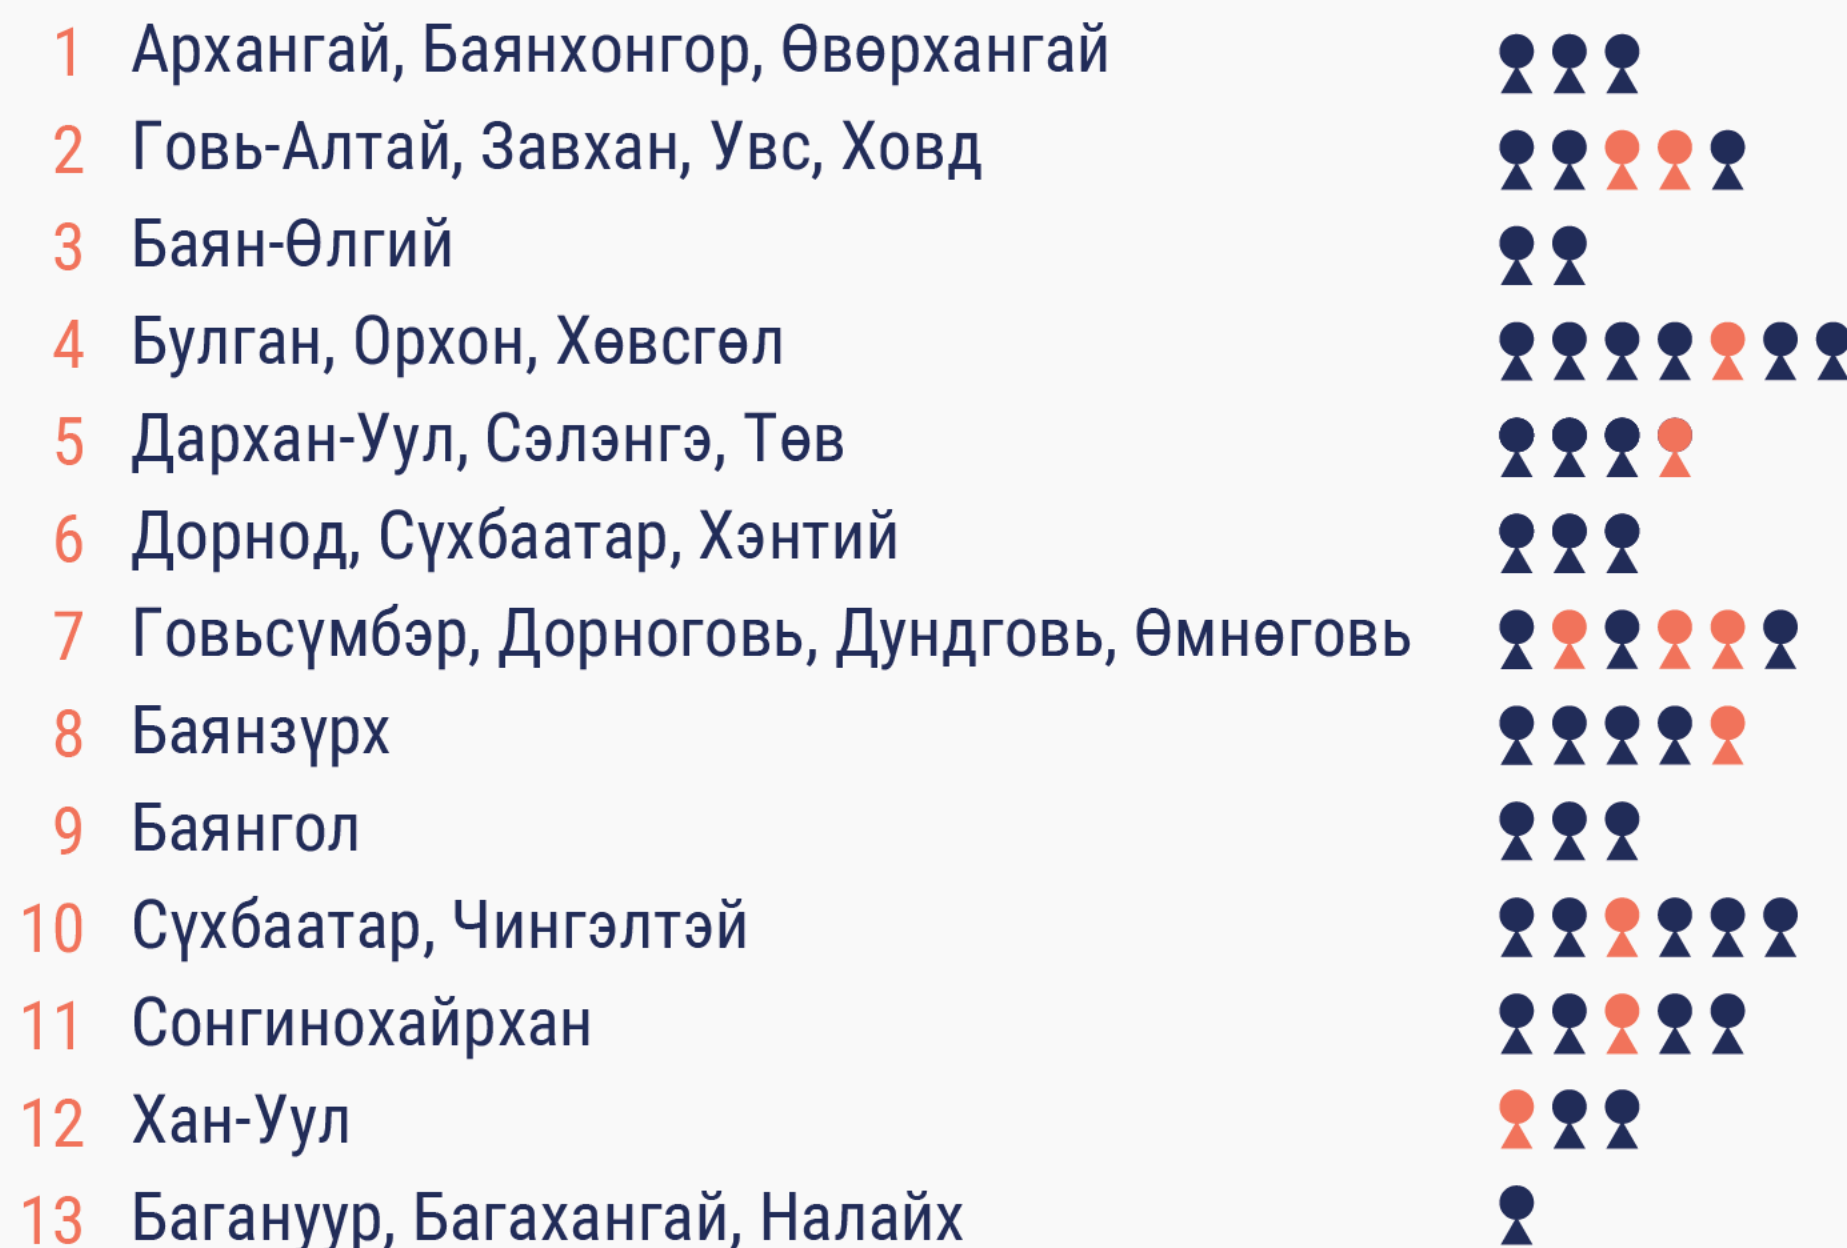 1 Архангай, Баянхонгор, Өвөрхангай
2 Говь-Алтай, Завхан, Увс, Ховд
3 Баян-Өлгий
4 Булган, Орхон, Хөвсгөл
5 Дархан-Уул, Сэлэнгэ, Төв
6 Дорнод, Сүхбаатар, Хэнтий
7 Говьсүмбэр, Дорноговь, Дундговь, Өмнөговь
8 Баянзүрх
9 Баянгол
10 Сүхбаатар, Чингэлтэй
11 Сонгинохайрхан
12 Хан-Уул
13 Багануур, Багахангай, Налайх